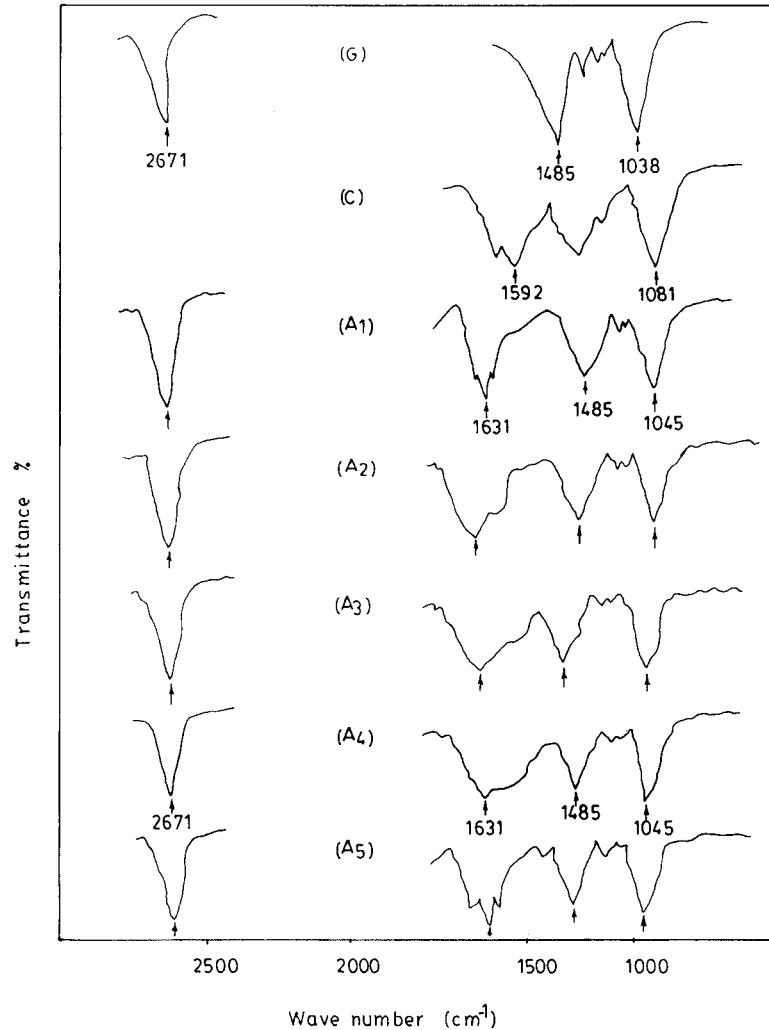 (G)
2671
1485 1038
(C)
1592 1081
(A1)
1631 1485 1045
(A2)
(A3)
(A4)
2671 1631 1485 1045
(A5)
Transmittance %
2500 2000 1500 1000
Wave number (cm⁻¹)